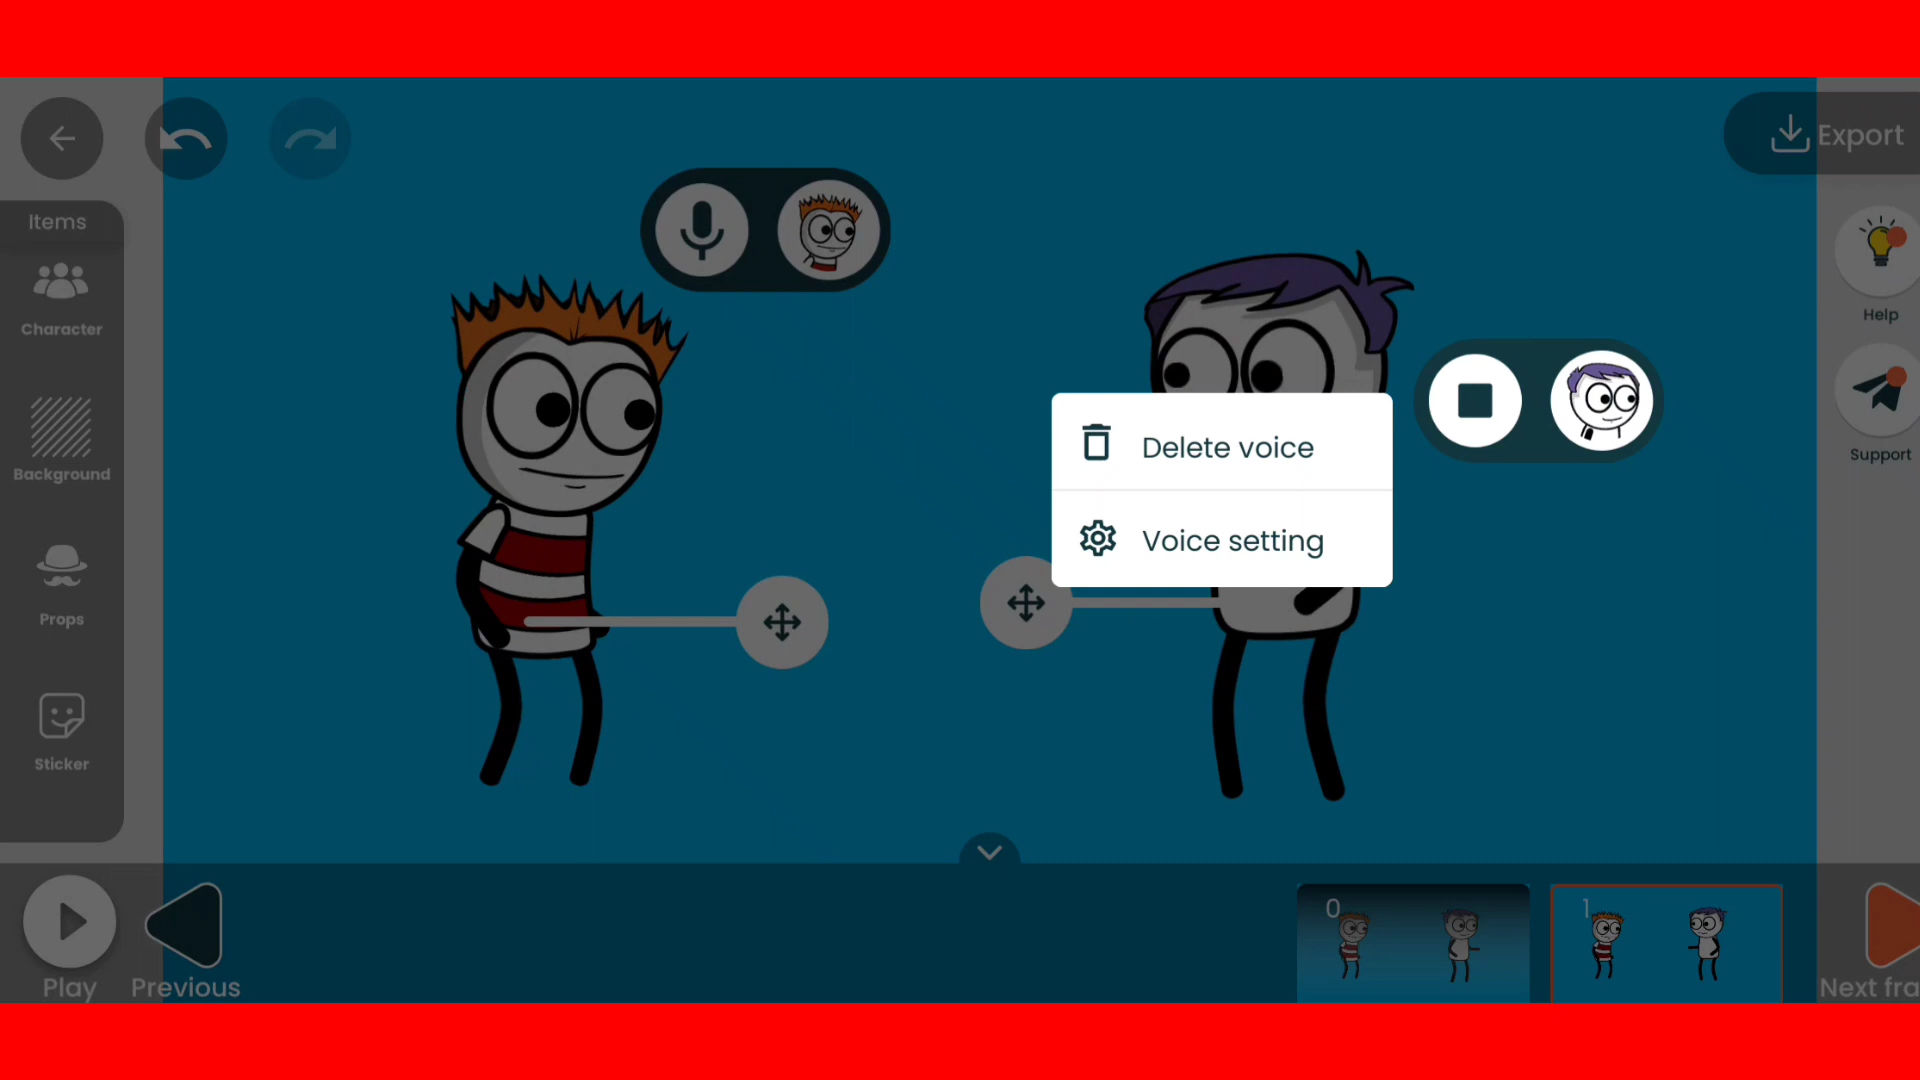 Export
Items
Character
Help
Support
Delete voice
Background
Voice setting
Props
Sticker
0
1
Play
Previous
Next fra